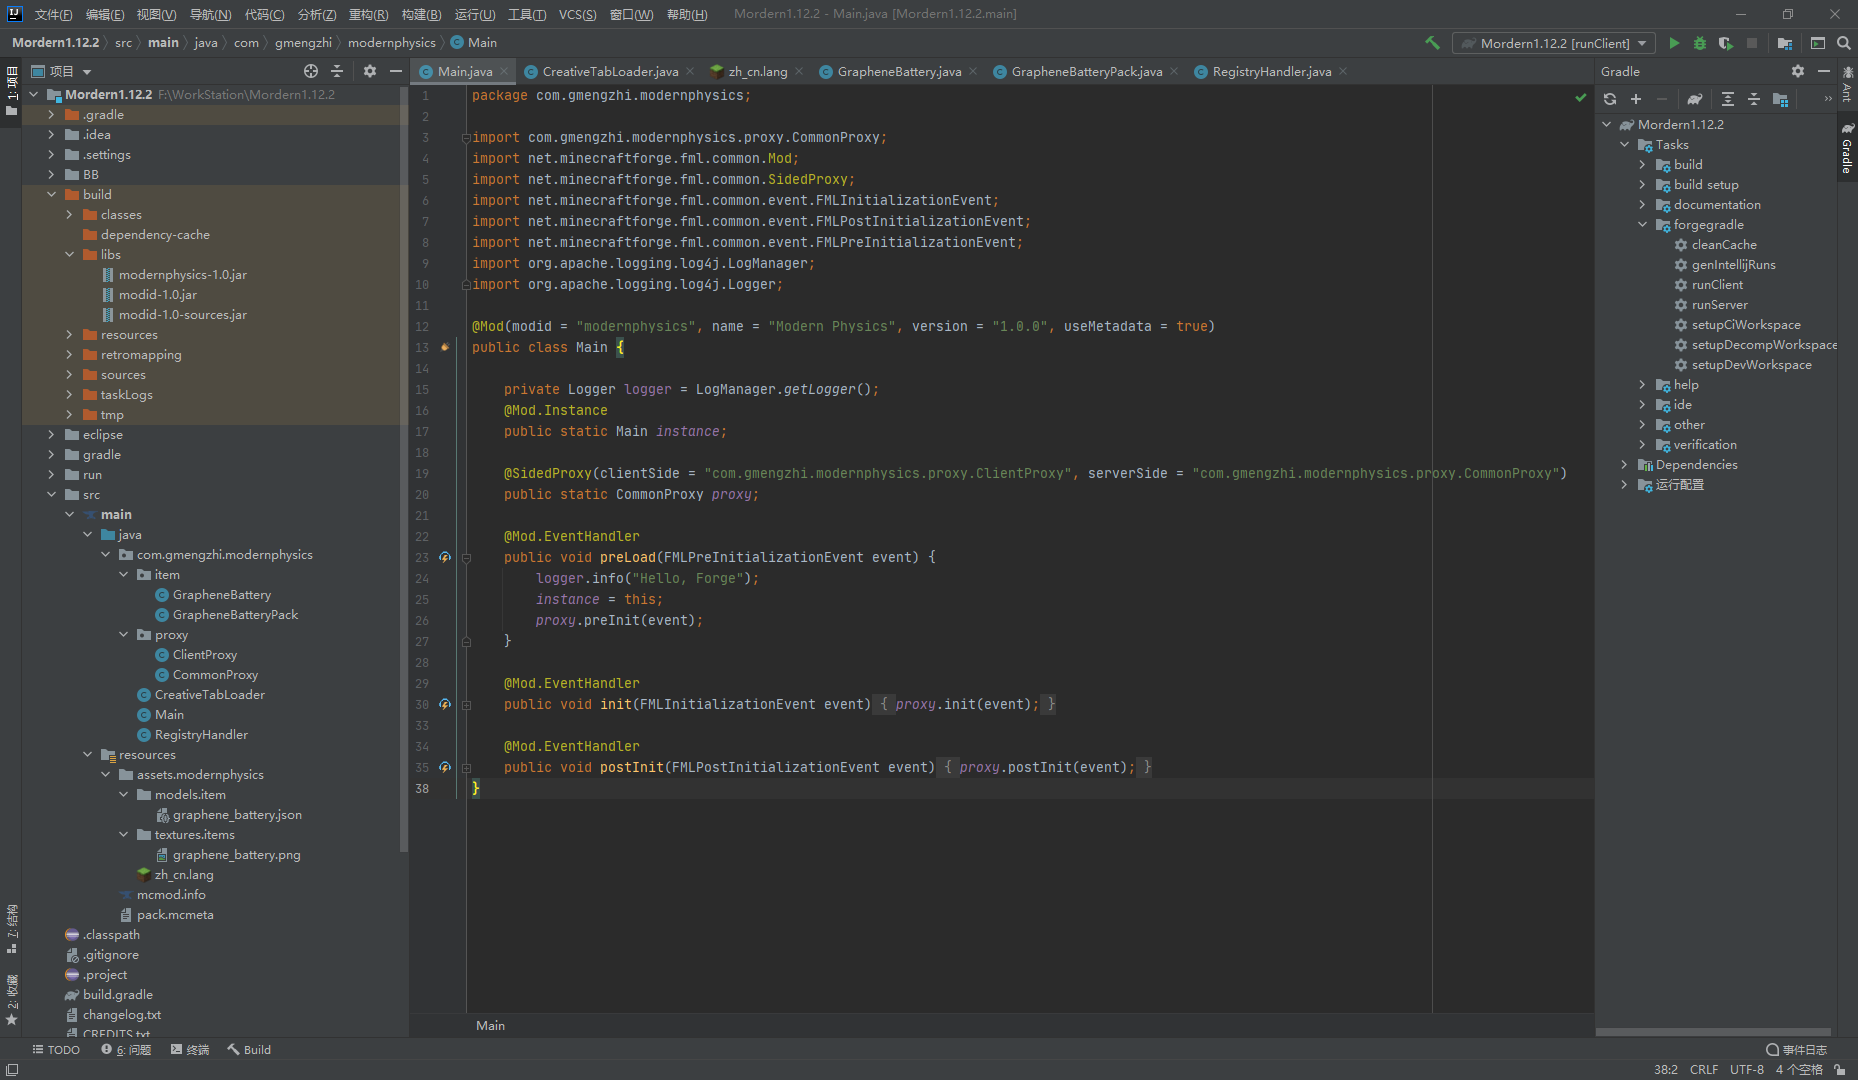 文件(F) 编辑(E) 视图(V) 导航(N) 代码(C) 分析(Z) 重构(R) 构建(B) 运行(U) 工具(T) VCS(S) 窗口(W) 帮助(H) Mordern1.12.2 - Main.java [Mordern1.12.2.main]
Mordern1.12.2 src main java com gmengzhi modernphysics Main
Mordern1.12.2 [runClient]
1: 项目
7: 结构
2: 收藏
项目
Mordern1.12.2 F:\WorkStation\Mordern1.12.2
.gradle
.idea
.settings
BB
build
classes
dependency-cache
libs
modernphysics-1.0.jar
modid-1.0.jar
modid-1.0-sources.jar
resources
retromapping
sources
taskLogs
tmp
eclipse
gradle
run
src
main
java
com.gmengzhi.modernphysics
item
GrapheneBattery
GrapheneBatteryPack
proxy
ClientProxy
CommonProxy
CreativeTabLoader
Main
RegistryHandler
resources
assets.modernphysics
models.item
graphene_battery.json
textures.items
graphene_battery.png
zh_cn.lang
mcmod.info
pack.mcmeta
.classpath
.gitignore
.project
build.gradle
changelog.txt
CREDITS.txt
Main.java CreativeTabLoader.java zh_cn.lang GrapheneBattery.java GrapheneBatteryPack.java RegistryHandler.java
1 package com.gmengzhi.modernphysics;
2
3 import com.gmengzhi.modernphysics.proxy.CommonProxy;
4 import net.minecraftforge.fml.common.Mod;
5 import net.minecraftforge.fml.common.SidedProxy;
6 import net.minecraftforge.fml.common.event.FMLInitializationEvent;
7 import net.minecraftforge.fml.common.event.FMLPostInitializationEvent;
8 import net.minecraftforge.fml.common.event.FMLPreInitializationEvent;
9 import org.apache.logging.log4j.LogManager;
10 import org.apache.logging.log4j.Logger;
11
12 @Mod(modid = "modernphysics", name = "Modern Physics", version = "1.0.0", useMetadata = true)
13 public class Main {
14
15 private Logger logger = LogManager.getLogger();
16 @Mod.Instance
17 public static Main instance;
18
19 @SidedProxy(clientSide = "com.gmengzhi.modernphysics.proxy.ClientProxy", serverSide = "com.gmengzhi.modernphysics.proxy.CommonProxy")
20 public static CommonProxy proxy;
21
22 @Mod.EventHandler
23 public void preLoad(FMLPreInitializationEvent event) {
24 logger.info("Hello, Forge");
25 instance = this;
26 proxy.preInit(event);
27 }
28
29 @Mod.EventHandler
30 public void init(FMLInitializationEvent event) { proxy.init(event); }
33
34 @Mod.EventHandler
35 public void postInit(FMLPostInitializationEvent event) { proxy.postInit(event); }
38 }
Main
Gradle
Mordern1.12.2
Tasks
build
build setup
documentation
forgegradle
cleanCache
genIntellijRuns
runClient
runServer
setupCiWorkspace
setupDecompWorkspace
setupDevWorkspace
help
ide
other
verification
Dependencies
运行配置
Ant
Gradle
TODO 6: 问题 终端 Build 事件日志
38:2 CRLF UTF-8 4 个空格